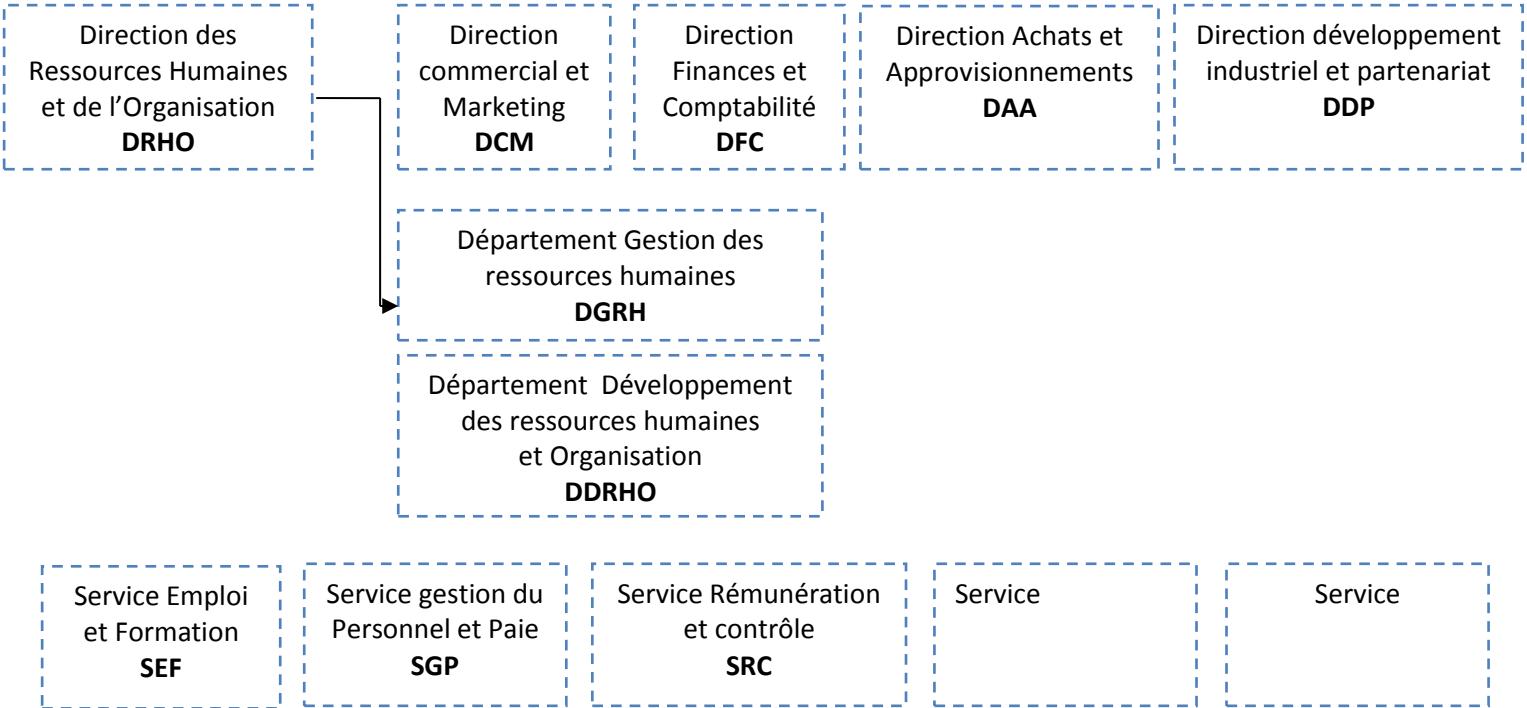 Direction des
Ressources Humaines
et de l’Organisation
DRHO
Direction
commercial et
Marketing
DCM
Direction
Finances et
Comptabilité
DFC
Direction Achats et
Approvisionnements
DAA
Direction développement
industriel et partenariat
DDP
Département Gestion des
ressources humaines
DGRH
Département  Développement
des ressources humaines
et Organisation
DDRHO
Service Emploi
et Formation
SEF
Service gestion du
Personnel et Paie
SGP
Service Rémunération
et contrôle
SRC
Service
Service